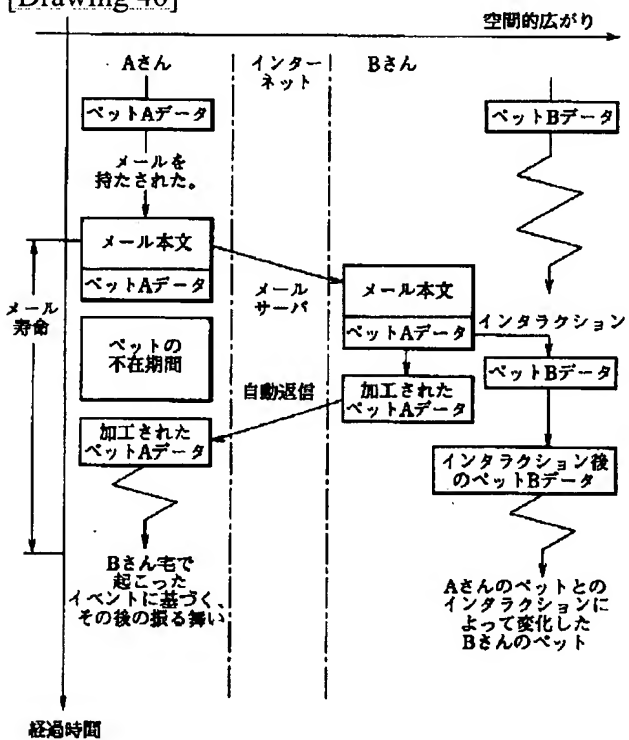 [Drawing 40]
空間的広がり
Aさん
インター
ネット
Bさん
ペットAデータ
ペットBデータ
メールを
持たされた。
メール本文
ペットAデータ
メール
サーバ
メール本文
ペットAデータ
インタラクション
メール
寿命
ペットの
不在期間
ペットBデータ
自動返信
加工された
ペットAデータ
加工された
ペットAデータ
インタラクション後
のペットBデータ
Bさん宅で
起こった
イベントに基づく、
その後の振る舞い
Aさんのペットとの
インタラクションに
よって変化した
Bさんのペット
経過時間